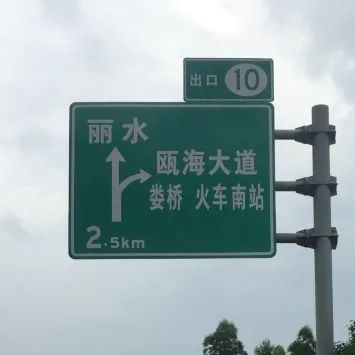 出口 10
丽水
瓯海大道
娄桥 火车南站
2.5km